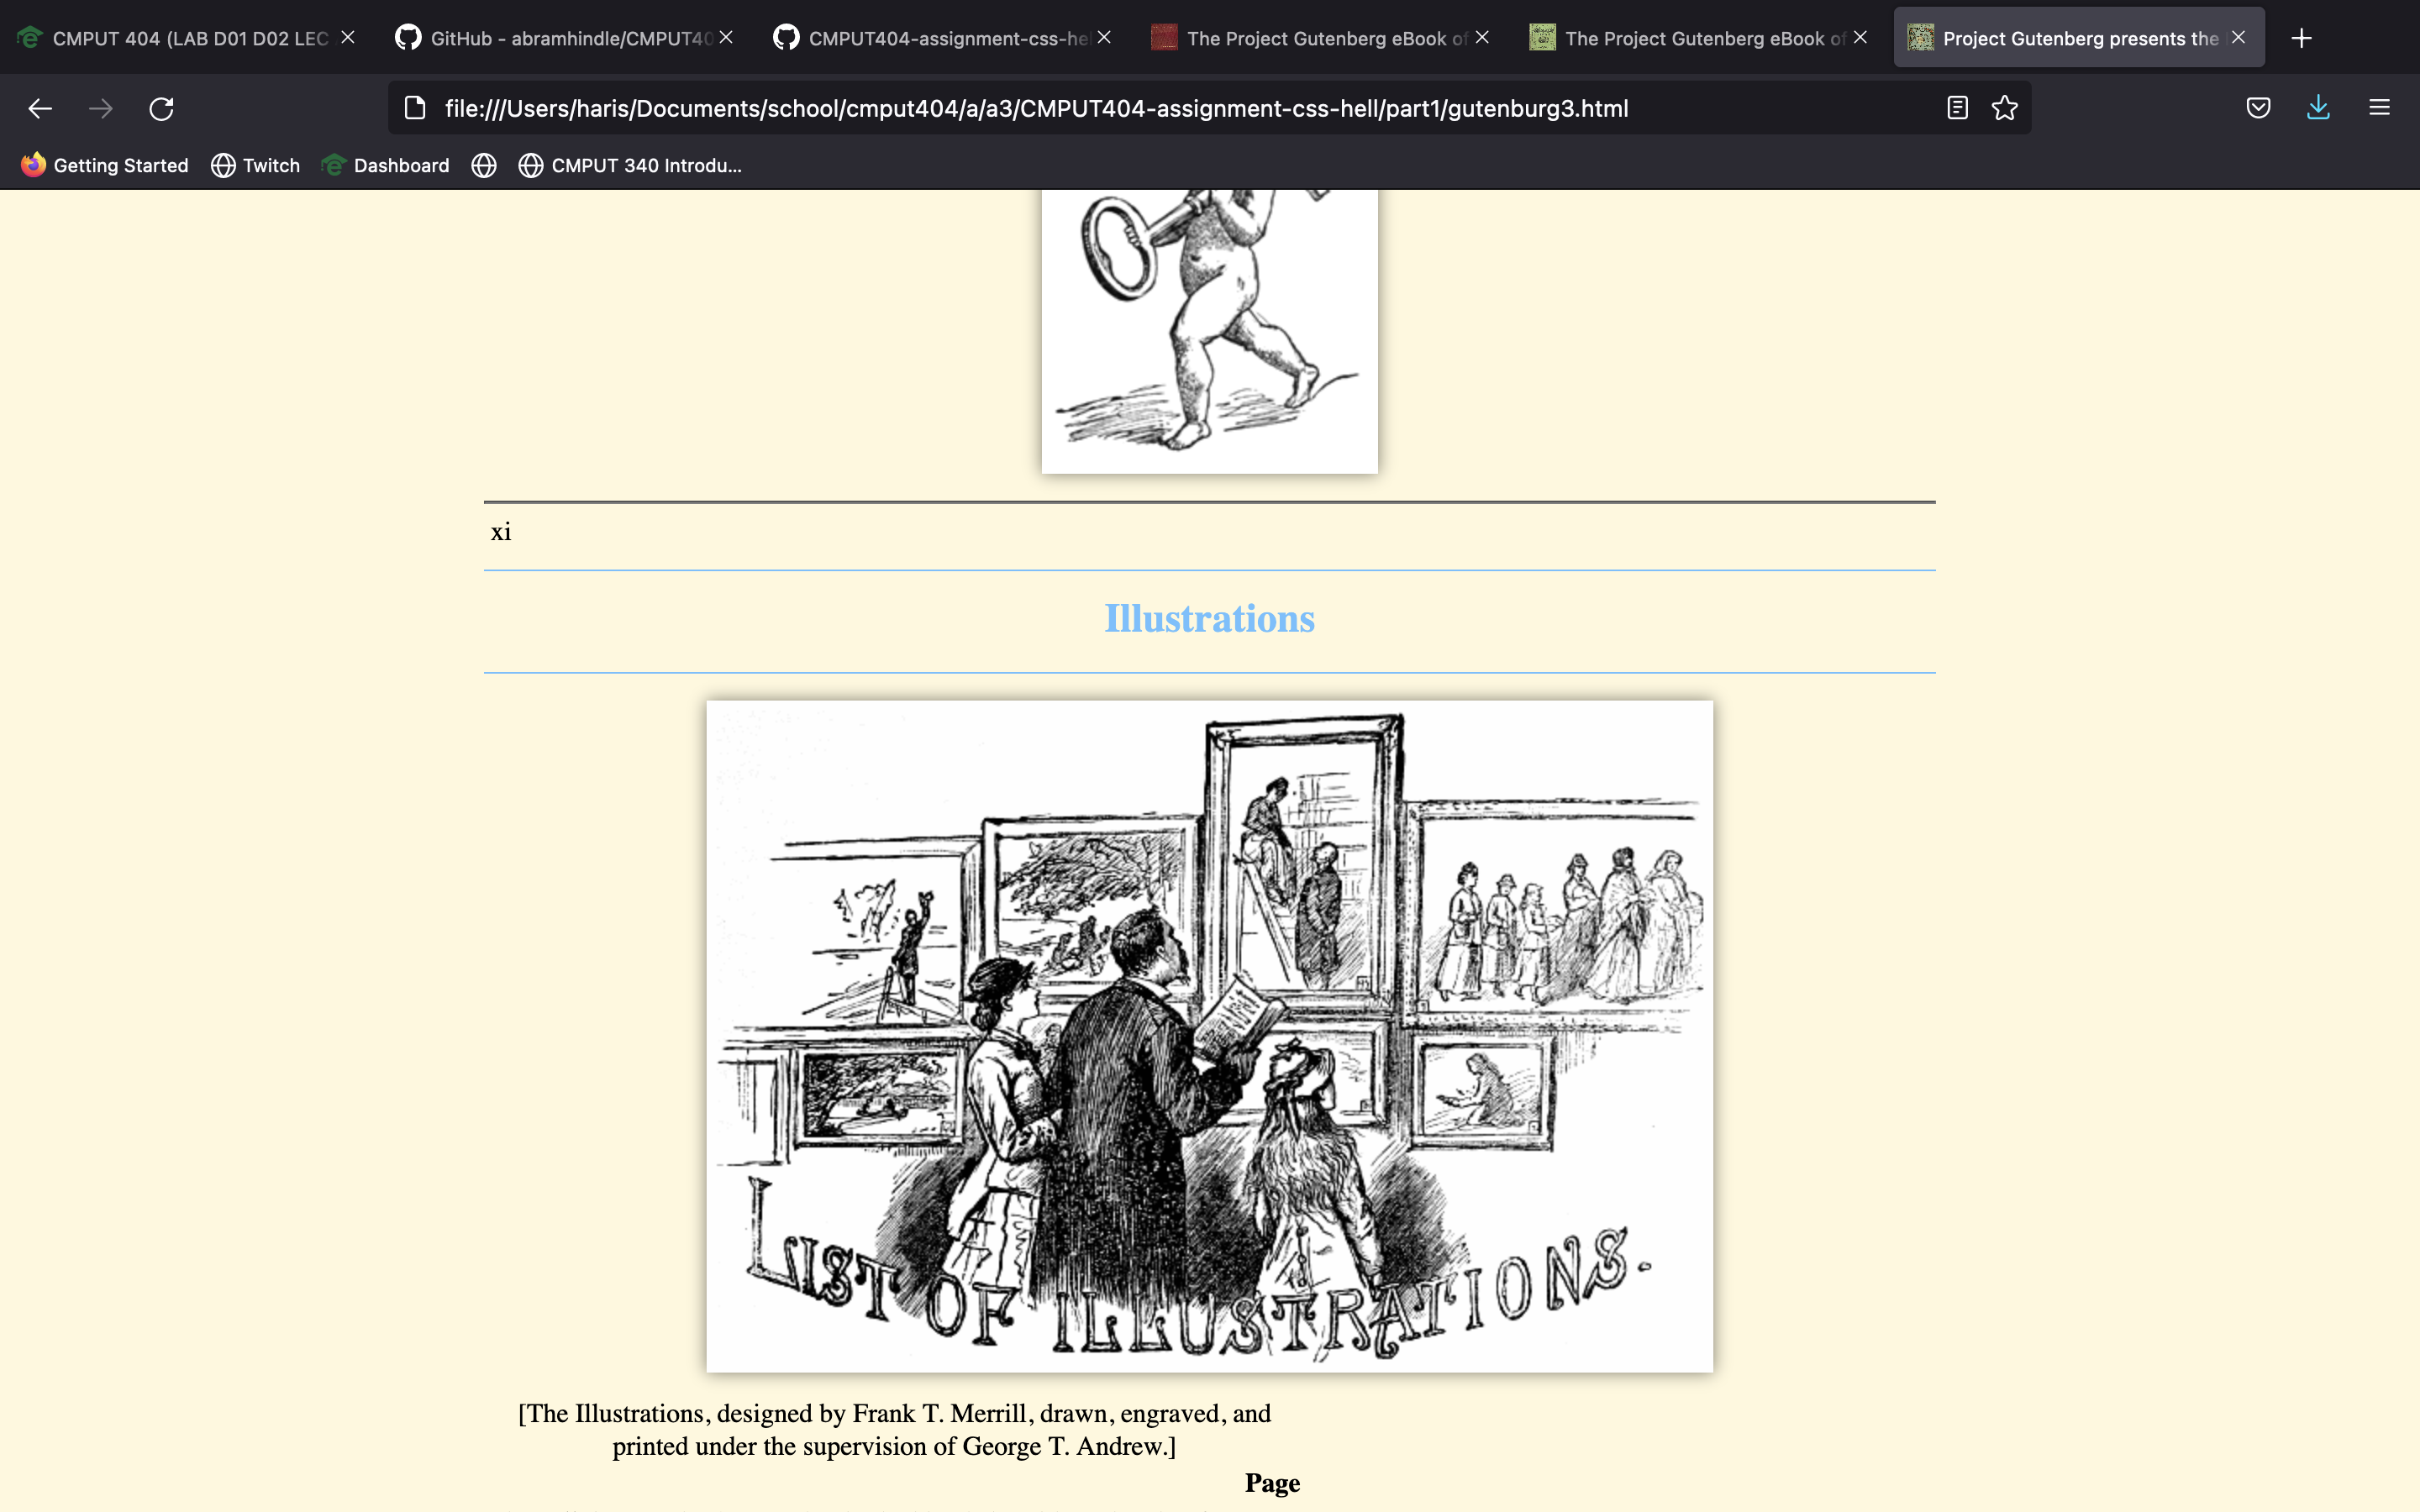 CMPUT 404 (LAB D01 D02 LEC
GitHub - abramhindle/CMPUT40
CMPUT404-assignment-css-hel
The Project Gutenberg eBook of
The Project Gutenberg eBook of
Project Gutenberg presents the
file:///Users/haris/Documents/school/cmput404/a/a3/CMPUT404-assignment-css-hell/part1/gutenburg3.html
Getting Started
Twitch
Dashboard
CMPUT 340 Introdu...
xi
Illustrations
LIST OF ILLUSTRATIONS.
[The Illustrations, designed by Frank T. Merrill, drawn, engraved, and
printed under the supervision of George T. Andrew.]
Page